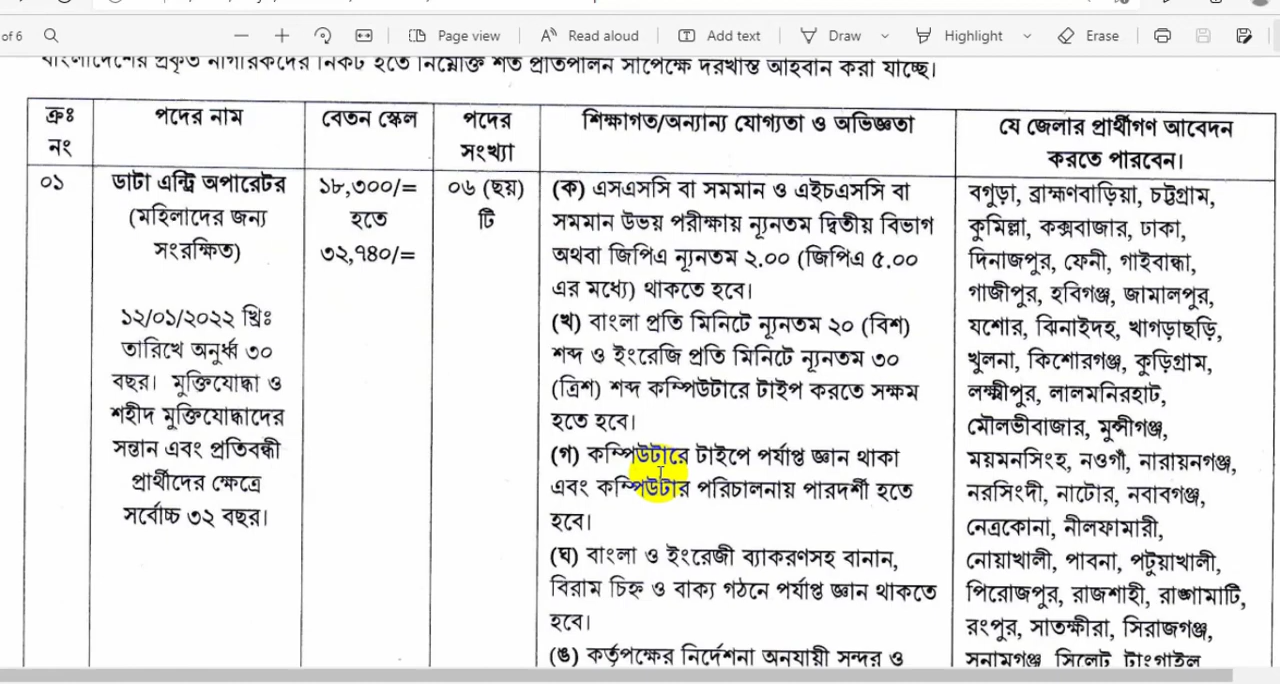 of 6
Page view
Read aloud
Add text
Draw
Highlight
Erase
বাংলাদেশের প্রকৃত নাগরিকদের নিকট হতে নিম্নোক্ত শর্ত প্রতিপালন সাপেক্ষে দরখাস্ত আহবান করা যাচ্ছে।
ক্রঃ
নং
পদের নাম
বেতন স্কেল
পদের
সংখ্যা
শিক্ষাগত/অন্যান্য যোগ্যতা ও অভিজ্ঞতা
যে জেলার প্রার্থীগণ আবেদন
করতে পারবেন।
০১
ডাটা এন্ট্রি অপারেটর
(মহিলাদের জন্য
সংরক্ষিত)
১২/০১/২০২২ খ্রিঃ
তারিখে অনুর্ধ্ব ৩০
বছর। মুক্তিযোদ্ধা ও
শহীদ মুক্তিযোদ্ধাদের
সন্তান এবং প্রতিবন্ধী
প্রার্থীদের ক্ষেত্রে
সর্বোচ্চ ৩২ বছর।
১৮,৩০০/=
হতে
৩২,৭৪০/=
০৬ (ছয়)
টি
(ক) এসএসসি বা সমমান ও এইচএসসি বা
সমমান উভয় পরীক্ষায় ন্যূনতম দ্বিতীয় বিভাগ
অথবা জিপিএ ন্যূনতম ২.০০ (জিপিএ ৫.০০
এর মধ্যে) থাকতে হবে।
(খ) বাংলা প্রতি মিনিটে ন্যূনতম ২০ (বিশ)
শব্দ ও ইংরেজি প্রতি মিনিটে ন্যূনতম ৩০
(ত্রিশ) শব্দ কম্পিউটারে টাইপ করতে সক্ষম
হতে হবে।
(গ) কম্পিউটারে টাইপে পর্যাপ্ত জ্ঞান থাকা
এবং কম্পিউটার পরিচালনায় পারদর্শী হতে
হবে।
(ঘ) বাংলা ও ইংরেজী ব্যাকরণসহ বানান,
বিরাম চিহ্ন ও বাক্য গঠনে পর্যাপ্ত জ্ঞান থাকতে
হবে।
(ঙ) কর্তৃপক্ষের নির্দেশনা অনুযায়ী সুন্দর ও
বগুড়া, ব্রাহ্মণবাড়িয়া, চট্টগ্রাম,
কুমিল্লা, কক্সবাজার, ঢাকা,
দিনাজপুর, ফেনী, গাইবান্ধা,
গাজীপুর, হবিগঞ্জ, জামালপুর,
যশোর, ঝিনাইদহ, খাগড়াছড়ি,
খুলনা, কিশোরগঞ্জ, কুড়িগ্রাম,
লক্ষ্মীপুর, লালমনিরহাট,
মৌলভীবাজার, মুন্সীগঞ্জ,
ময়মনসিংহ, নওগাঁ, নারায়নগঞ্জ,
নরসিংদী, নাটোর, নবাবগঞ্জ,
নেত্রকোনা, নীলফামারী,
নোয়াখালী, পাবনা, পটুয়াখালী,
পিরোজপুর, রাজশাহী, রাঙ্গামাটি,
রংপুর, সাতক্ষীরা, সিরাজগঞ্জ,
সুনামগঞ্জ সিলেট টাংগাইল